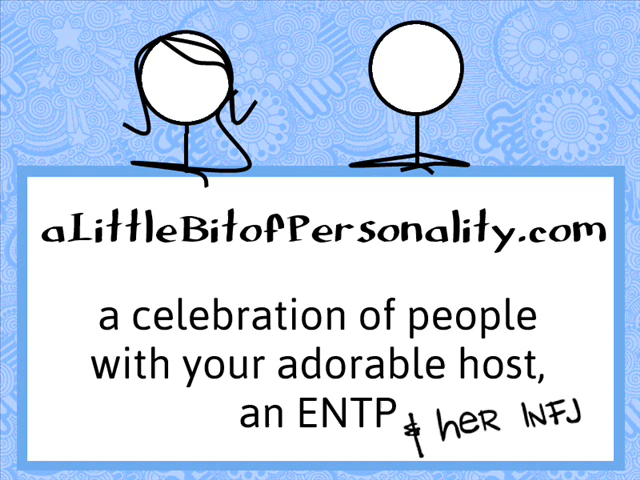 aLittleBitofPersonality.com
a celebration of people
with your adorable host,
an ENTP & her INFJ